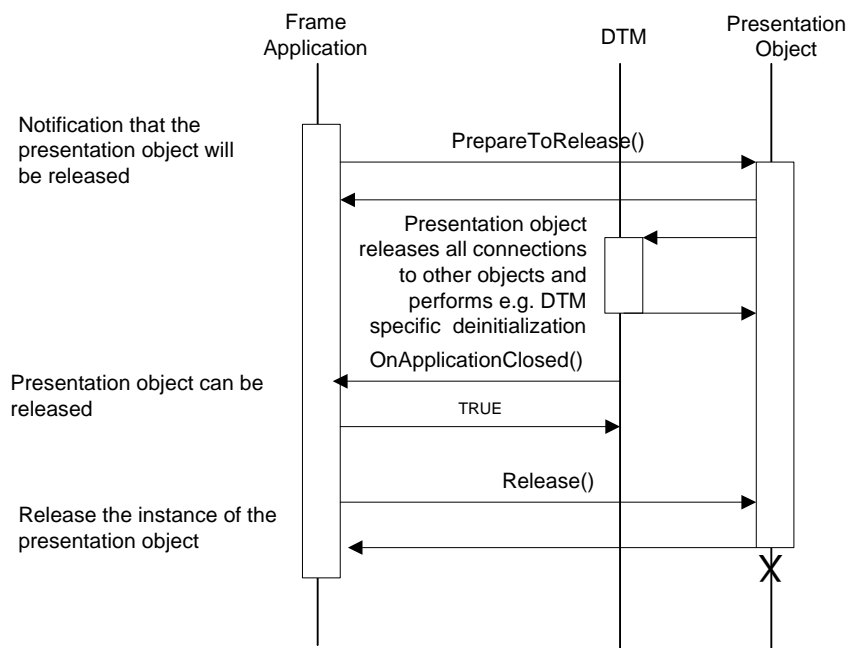 Frame
Application
DTM
Presentation
Object
Notification that the
presentation object will
be released
PrepareToRelease()
Presentation object
releases all connections
to other objects and
performs e.g. DTM
specific deinitialization
OnApplicationClosed()
Presentation object can be
released
TRUE
Release()
Release the instance of the
presentation object
X